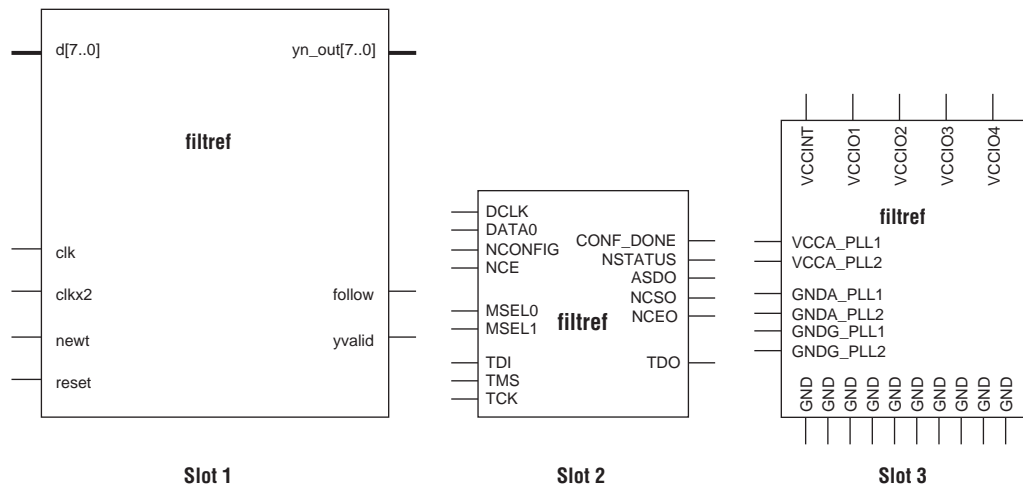 d[7..0]
yn_out[7..0]
filtref
clk
clkx2
follow
newt
yvalid
reset
Slot 1
DCLK
DATA0
NCONFIG
NCE
CONF_DONE
NSTATUS
ASDO
NCSO
NCEO
MSEL0
MSEL1
filtref
TDI
TDO
TMS
TCK
Slot 2
VCCINT
VCCIO1
VCCIO2
VCCIO3
VCCIO4
filtref
VCCA_PLL1
VCCA_PLL2
GNDA_PLL1
GNDA_PLL2
GNDG_PLL1
GNDG_PLL2
GND
GND
GND
GND
GND
GND
GND
GND
GND
GND
Slot 3